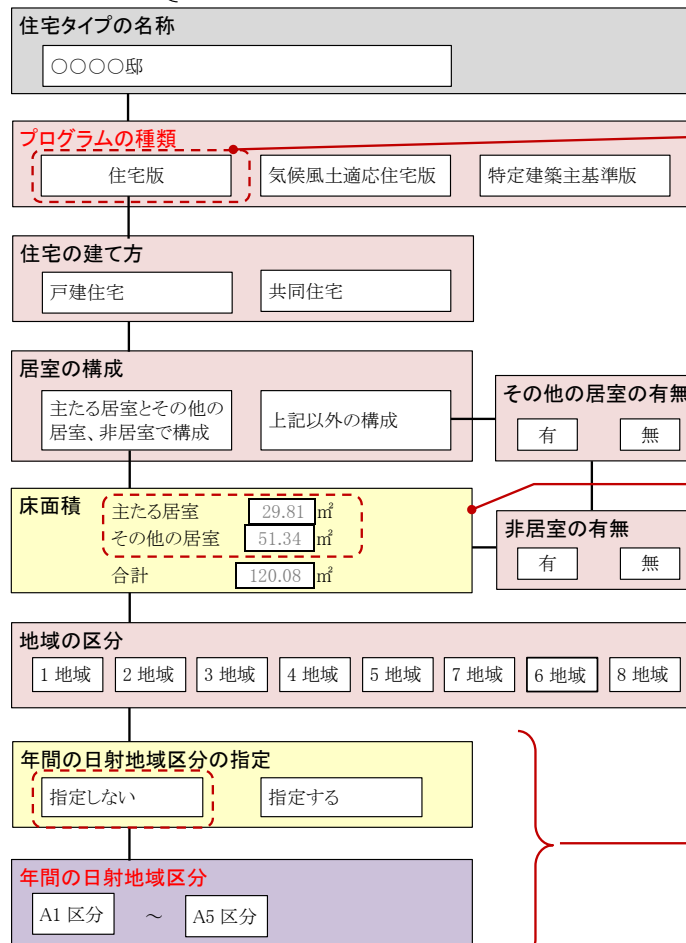 住宅タイプの名称
○○○○邸
プログラムの種類
住宅版
気候風土適応住宅版
特定建築主基準版
住宅の建て方
戸建住宅
共同住宅
居室の構成
主たる居室とその他の
居室、非居室で構成
上記以外の構成
その他の居室の有無
有
無
床面積
主たる居室 29.81 ㎡
その他の居室 51.34 ㎡
合計 120.08 ㎡
非居室の有無
有
無
地域の区分
1 地域
2 地域
3 地域
4 地域
5 地域
7 地域
6 地域
8 地域
年間の日射地域区分の指定
指定しない
指定する
年間の日射地域区分
A1 区分 ～ A5 区分